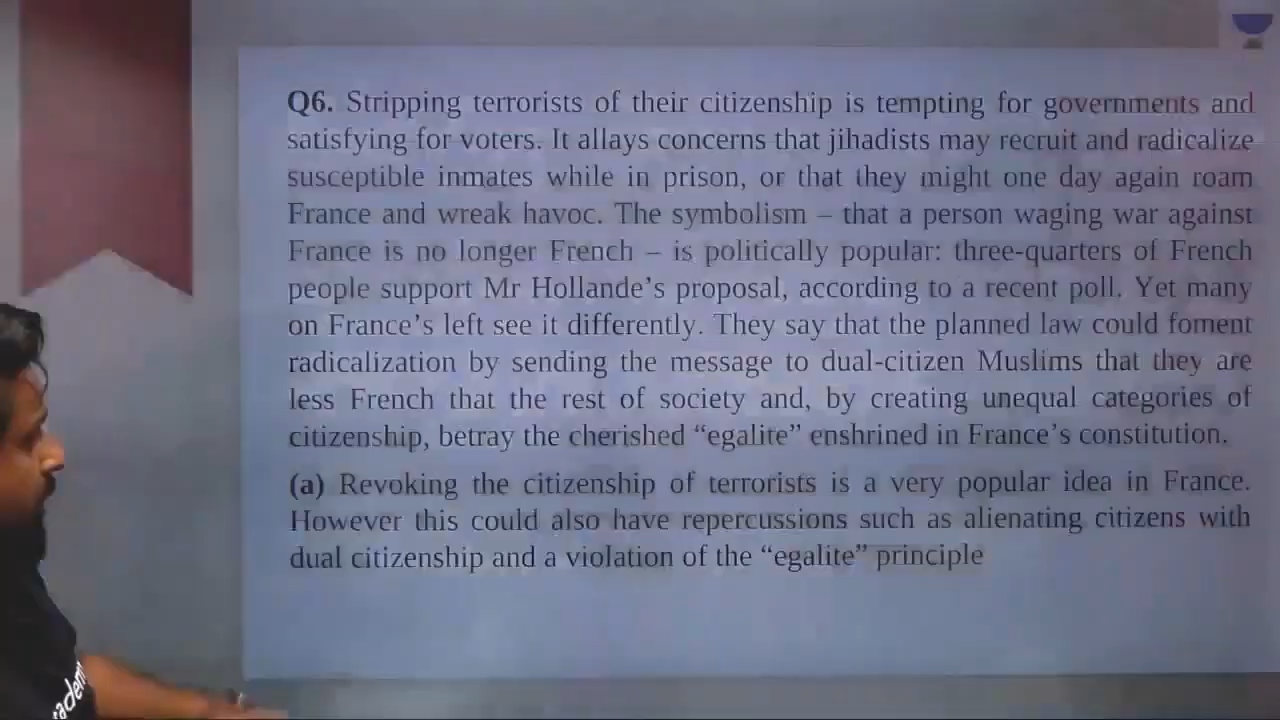 Q6. Stripping terrorists of their citizenship is tempting for governments and
satisfying for voters. It allays concerns that jihadists may recruit and radicalize
susceptible inmates while in prison, or that they might one day again roam
France and wreak havoc. The symbolism – that a person waging war against
France is no longer French – is politically popular: three-quarters of French
people support Mr Hollande’s proposal, according to a recent poll. Yet many
on France’s left see it differently. They say that the planned law could foment
radicalization by sending the message to dual-citizen Muslims that they are
less French that the rest of society and, by creating unequal categories of
citizenship, betray the cherished “egalite” enshrined in France’s constitution.
(a) Revoking the citizenship of terrorists is a very popular idea in France.
However this could also have repercussions such as alienating citizens with
dual citizenship and a violation of the “egalite” principle